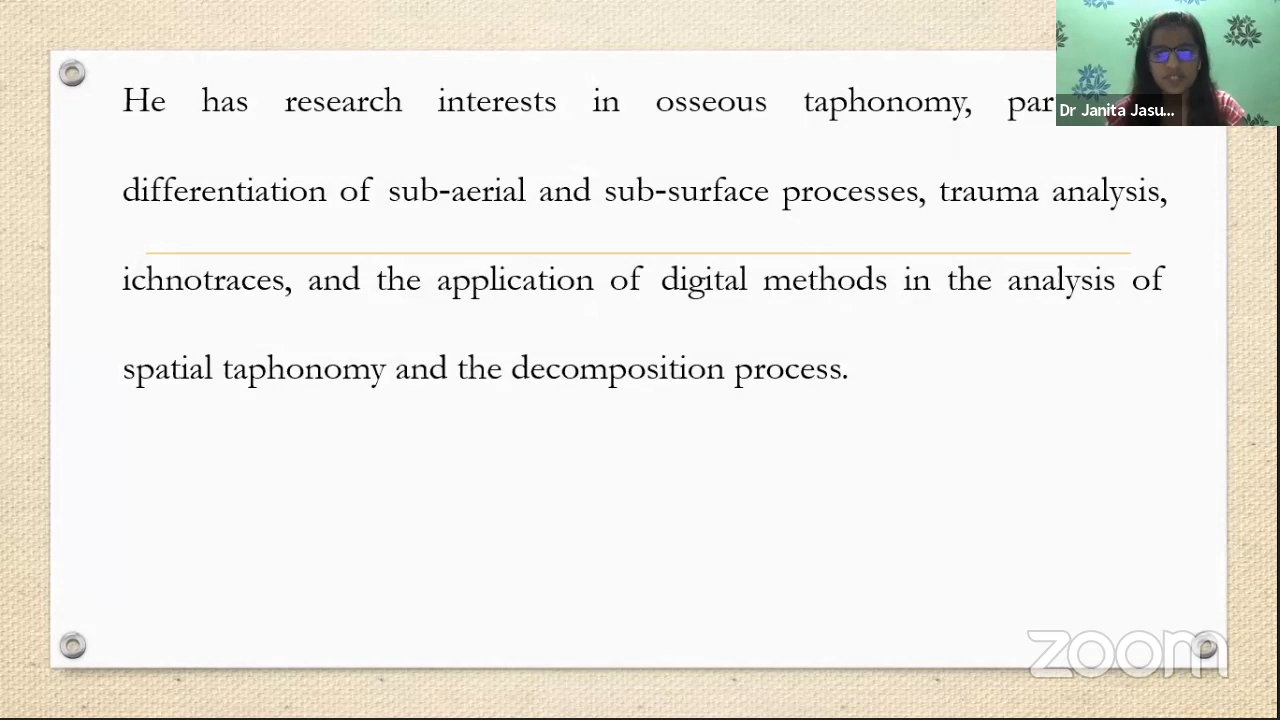 He has research interests in osseous taphonomy,
differentiation of sub-aerial and sub-surface processes, trauma analysis,
ichnotraces, and the application of digital methods in the analysis of
spatial taphonomy and the decomposition process.
Dr Janita Jasu...
zoom